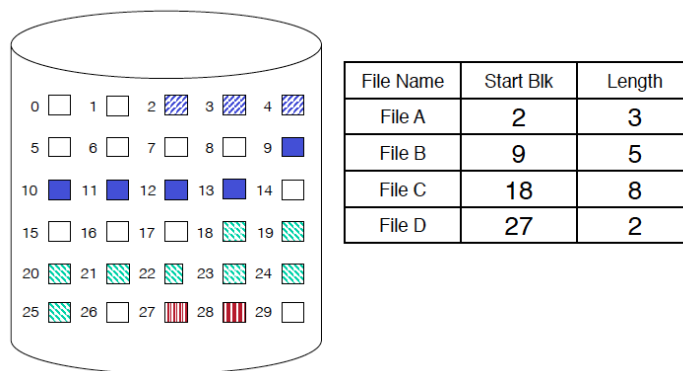 0 1 2 3 4
5 6 7 8 9
10 11 12 13 14
15 16 17 18 19
20 21 22 23 24
25 26 27 28 29
File Name Start Blk Length
File A 2 3
File B 9 5
File C 18 8
File D 27 2